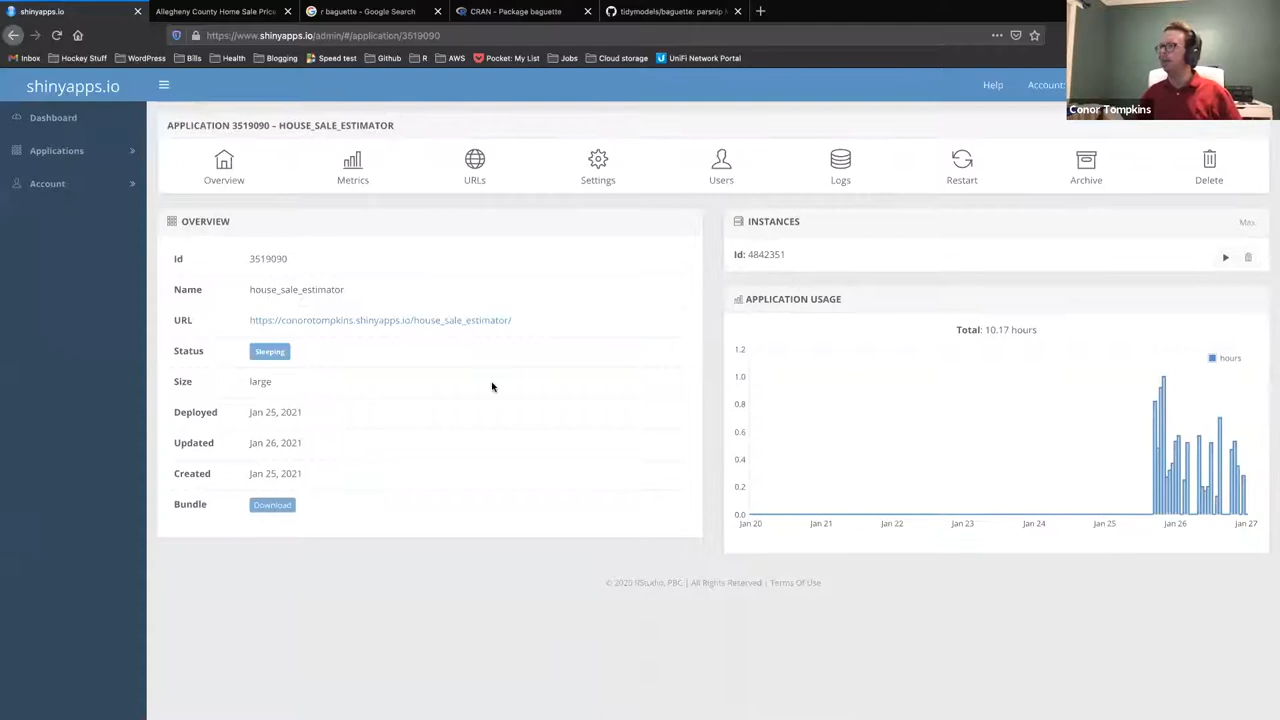 shinyapps.io
Allegheny County Home Sale Price
r baguette - Google Search
CRAN - Package baguette
tidymodels/baguette: parsnip
https://www.shinyapps.io/admin/#/application/3519090
Inbox Hockey Stuff WordPress Bills Health Blogging Speed test Github R AWS Pocket: My List Jobs Cloud storage UniFi Network Portal
Conor Tompkins
shinyapps.io
Help Account:
Dashboard
Applications
Account
APPLICATION 3519090 – HOUSE_SALE_ESTIMATOR
Overview Metrics URLs Settings Users Logs Restart Archive Delete
OVERVIEW
Id 3519090
Name house_sale_estimator
URL https://conorotompkins.shinyapps.io/house_sale_estimator/
Status Sleeping
Size large
Deployed Jan 25, 2021
Updated Jan 26, 2021
Created Jan 25, 2021
Bundle Download
INSTANCES Max.
Id: 4842351
APPLICATION USAGE
Total: 10.17 hours
hours
1.2
1.0
0.8
0.6
0.4
0.2
0.0
Jan 20 Jan 21 Jan 22 Jan 23 Jan 24 Jan 25 Jan 26 Jan 27
© 2020 RStudio, PBC | All Rights Reserved | Terms Of Use